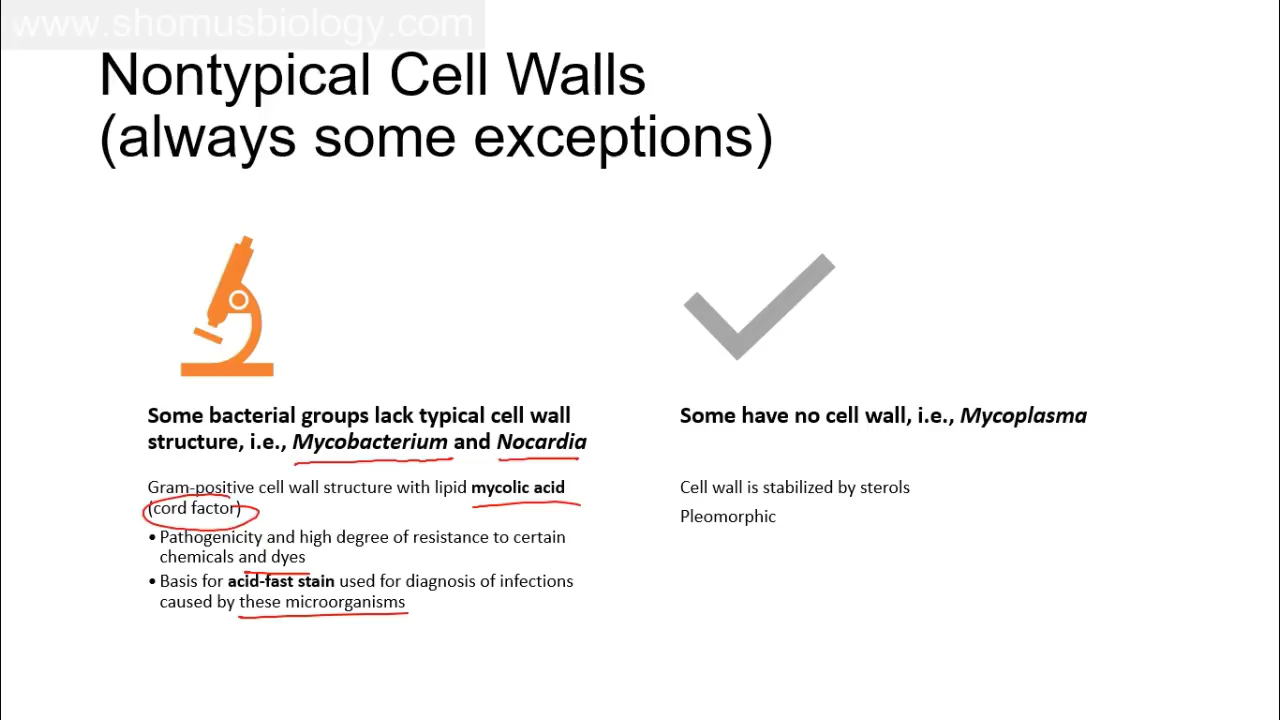 www.shomusbiology.com
Nontypical Cell Walls
(always some exceptions)
Some bacterial groups lack typical cell wall
structure, i.e., Mycobacterium and Nocardia
Gram-positive cell wall structure with lipid mycolic acid
(cord factor)
• Pathogenicity and high degree of resistance to certain
chemicals and dyes
• Basis for acid-fast stain used for diagnosis of infections
caused by these microorganisms
Some have no cell wall, i.e., Mycoplasma
Cell wall is stabilized by sterols
Pleomorphic